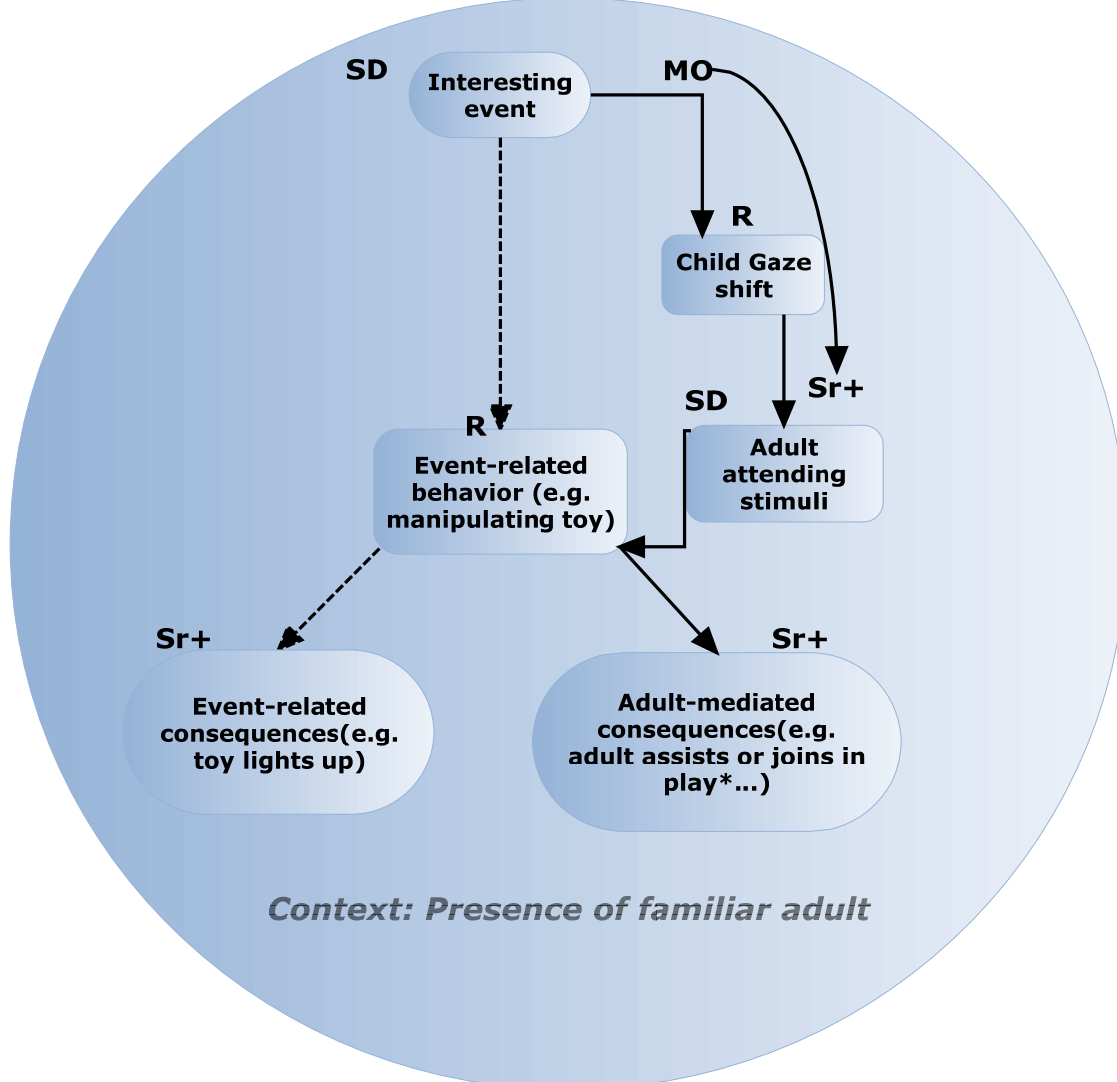 SD
Interesting
event
MO
R
Child Gaze
shift
Sr+
SD
Adult
attending
stimuli
R
Event-related
behavior (e.g.
manipulating toy)
Sr+
Event-related
consequences(e.g.
toy lights up)
Sr+
Adult-mediated
consequences(e.g.
adult assists or joins in
play*...)
Context: Presence of familiar adult